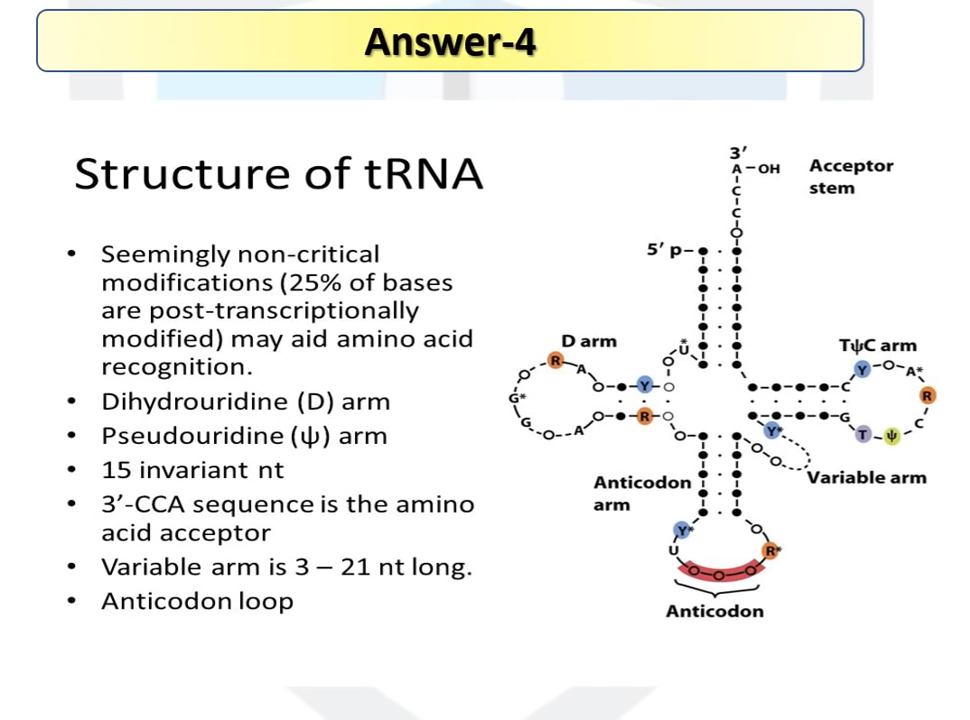 Answer-4
Structure of tRNA
• Seemingly non-critical
modifications (25% of bases
are post-transcriptionally
modified) may aid amino acid
recognition.
• Dihydrouridine (D) arm
• Pseudouridine (ψ) arm
• 15 invariant nt
• 3’-CCA sequence is the amino
acid acceptor
• Variable arm is 3 – 21 nt long.
• Anticodon loop
3′
A–OH
C
C
Acceptor
stem
5′ p
D arm
U*
R
A
Y
G*
G
A
R
TψC arm
C
Y
A*
R
C
ψ
T
G
Y*
Variable arm
Anticodon
arm
Y*
U
R*
Anticodon